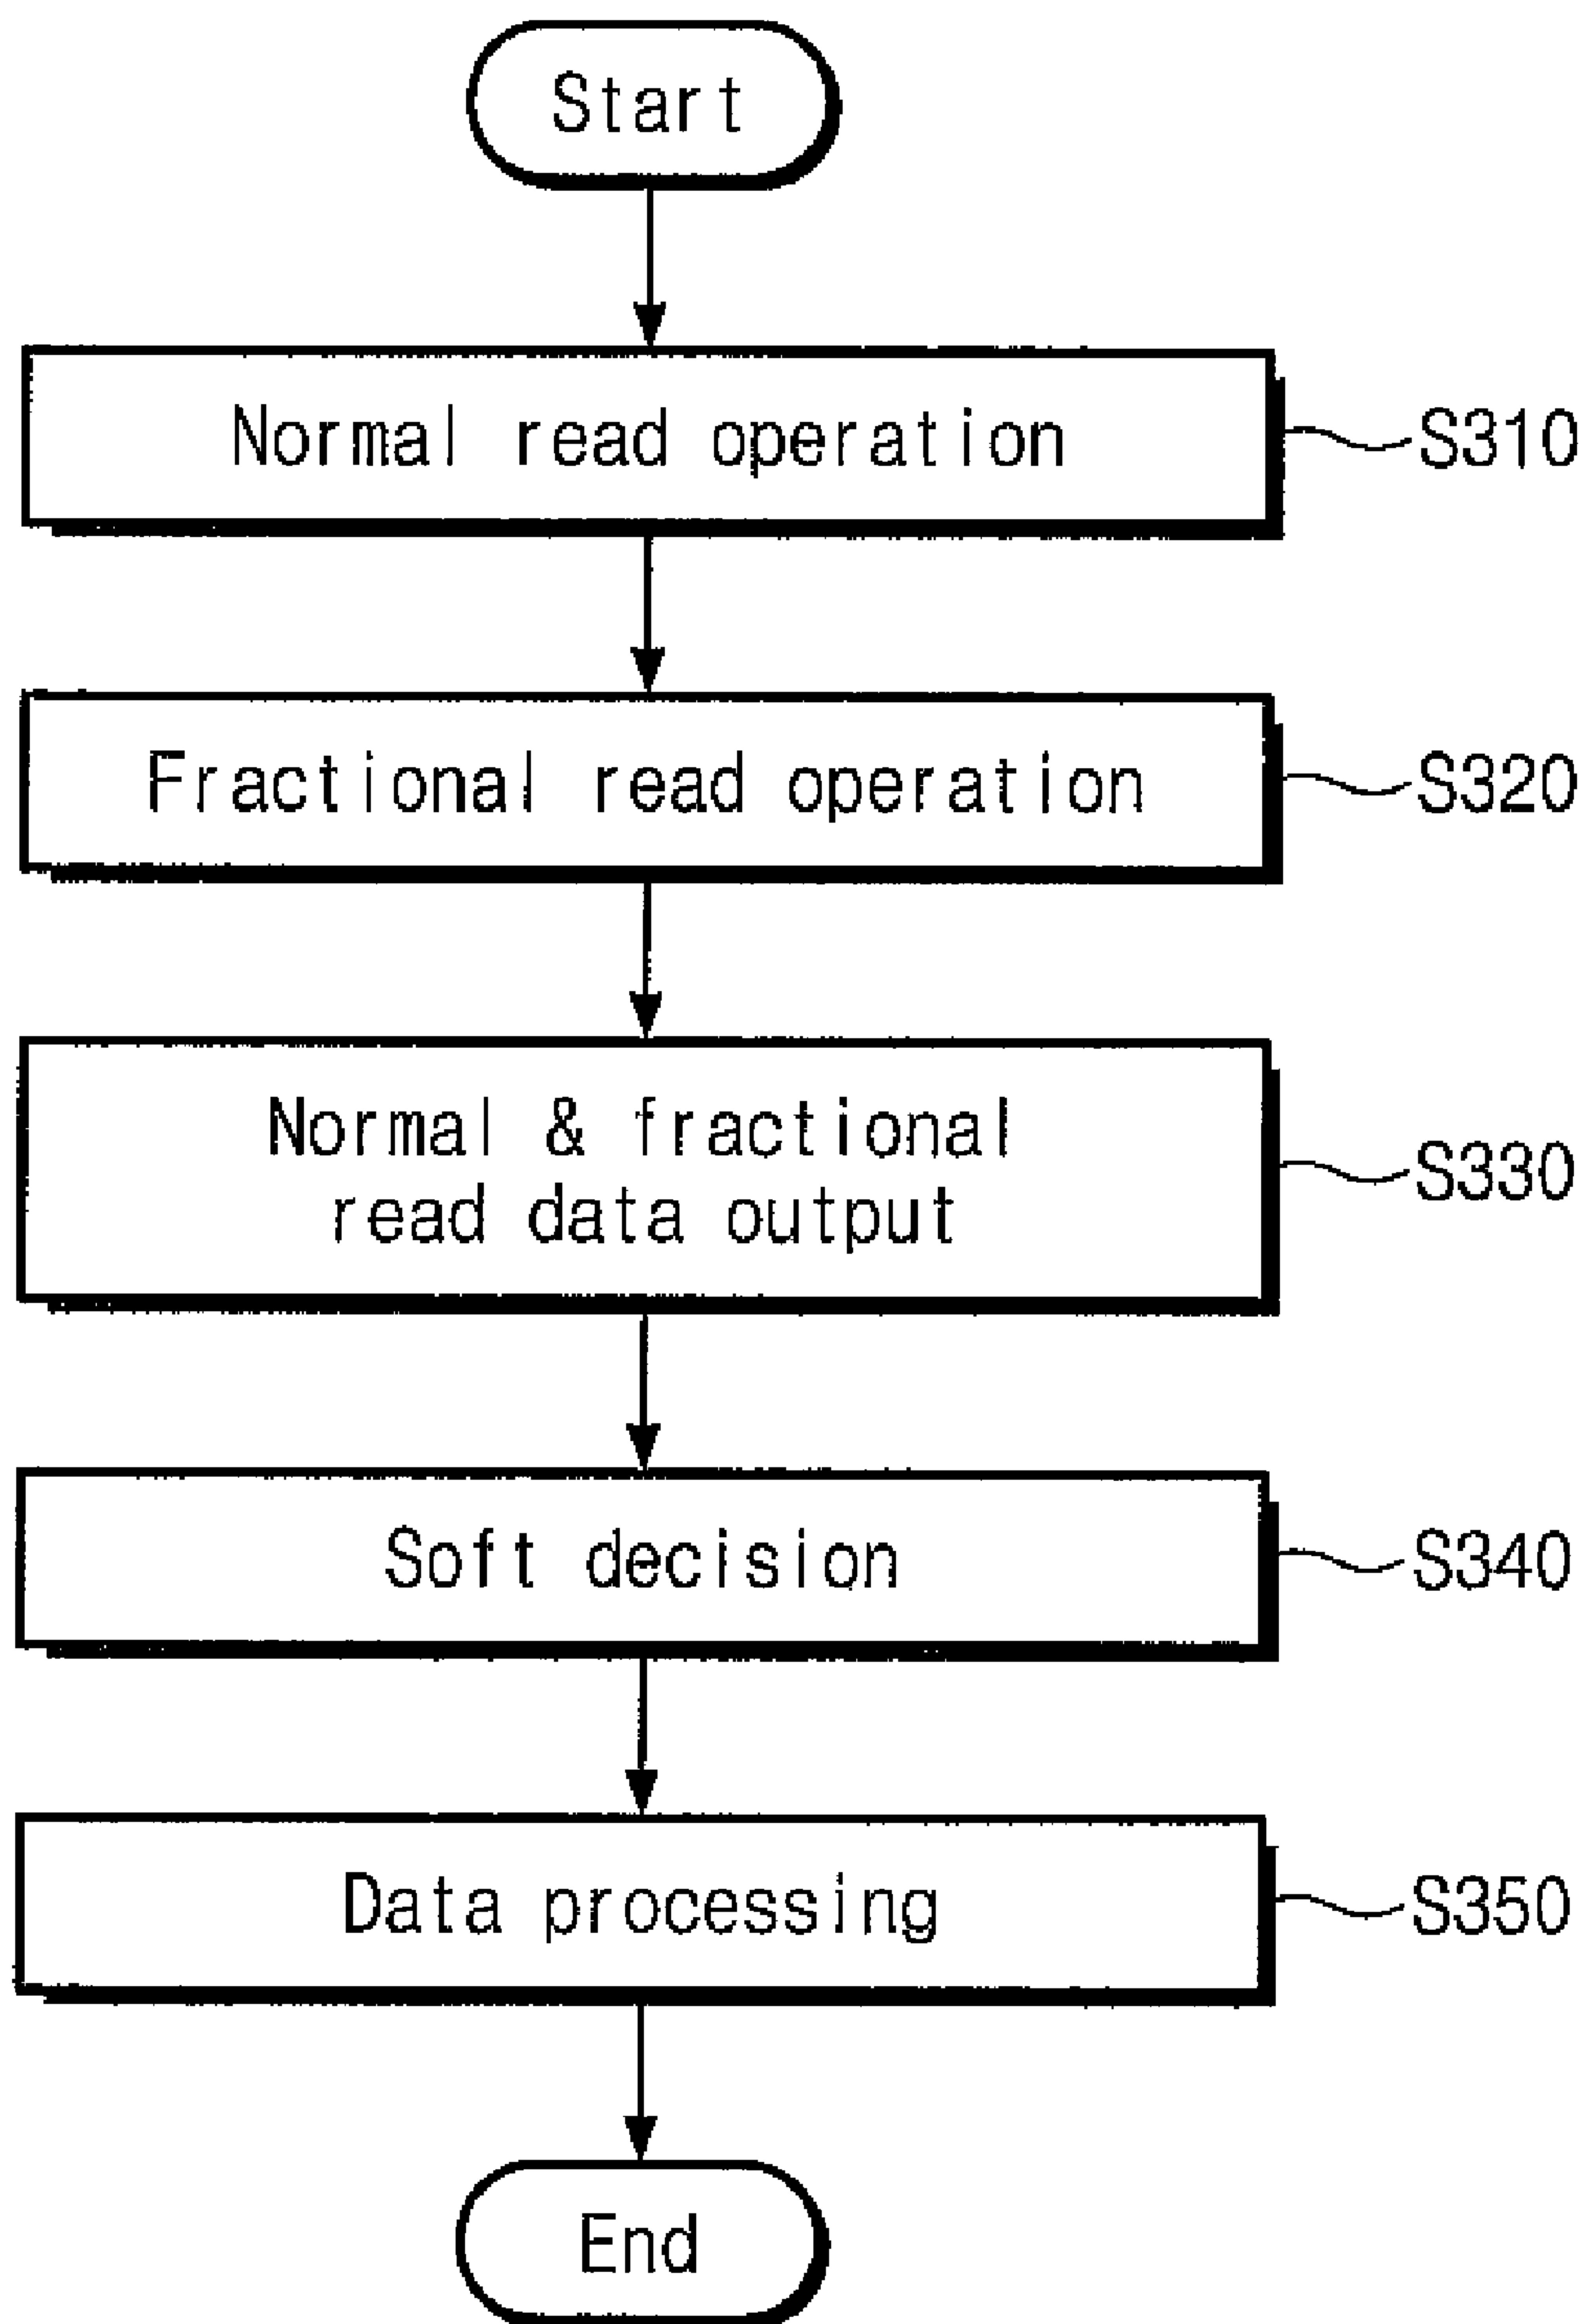 Start
Normal read operation
S310
Fractional read operation
S320
Normal & fractional
read data output
S330
Soft decision
S340
Data processing
S350
End